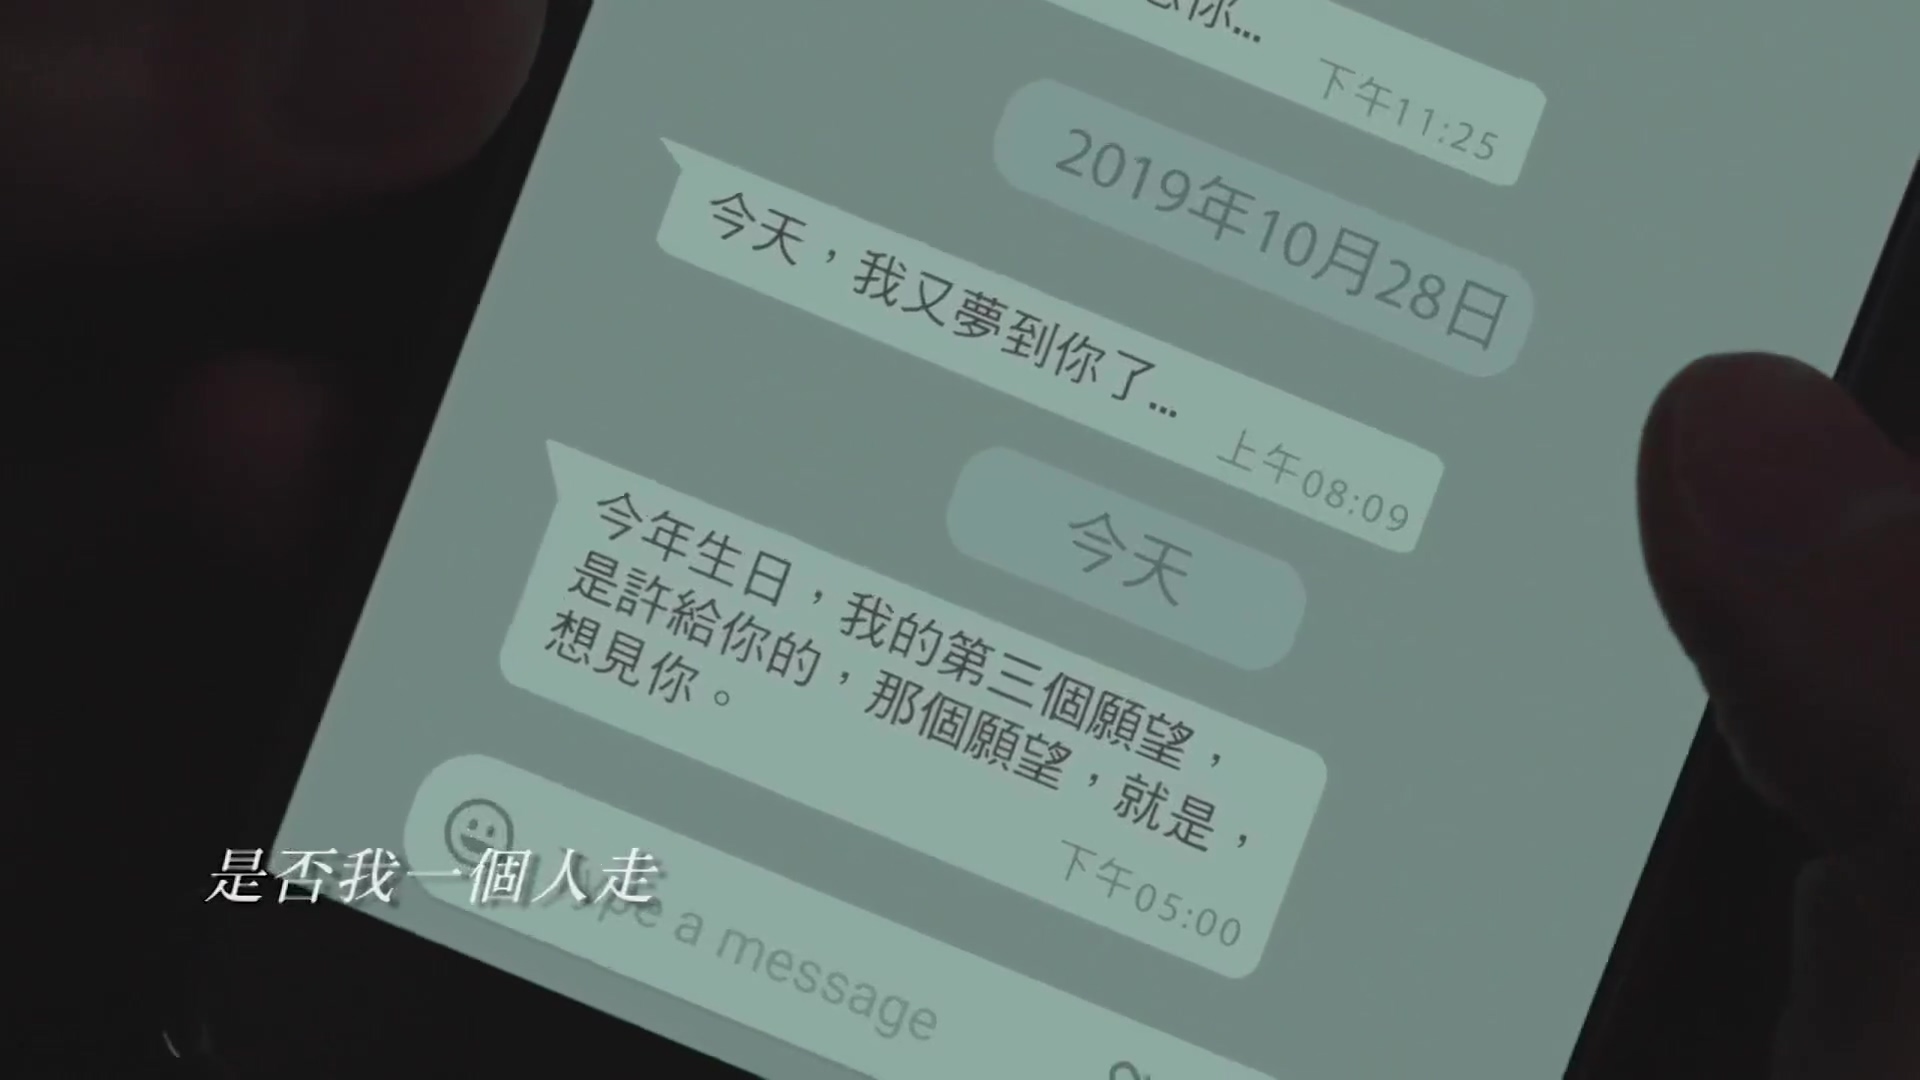 你...
下午11:25
2019年10月28日
今天，我又夢到你了...
上午08:09
今天
今年生日，我的第三個願望，
是許給你的，那個願望，就是，
想見你。
下午05:00
Type a message
是否我一個人走